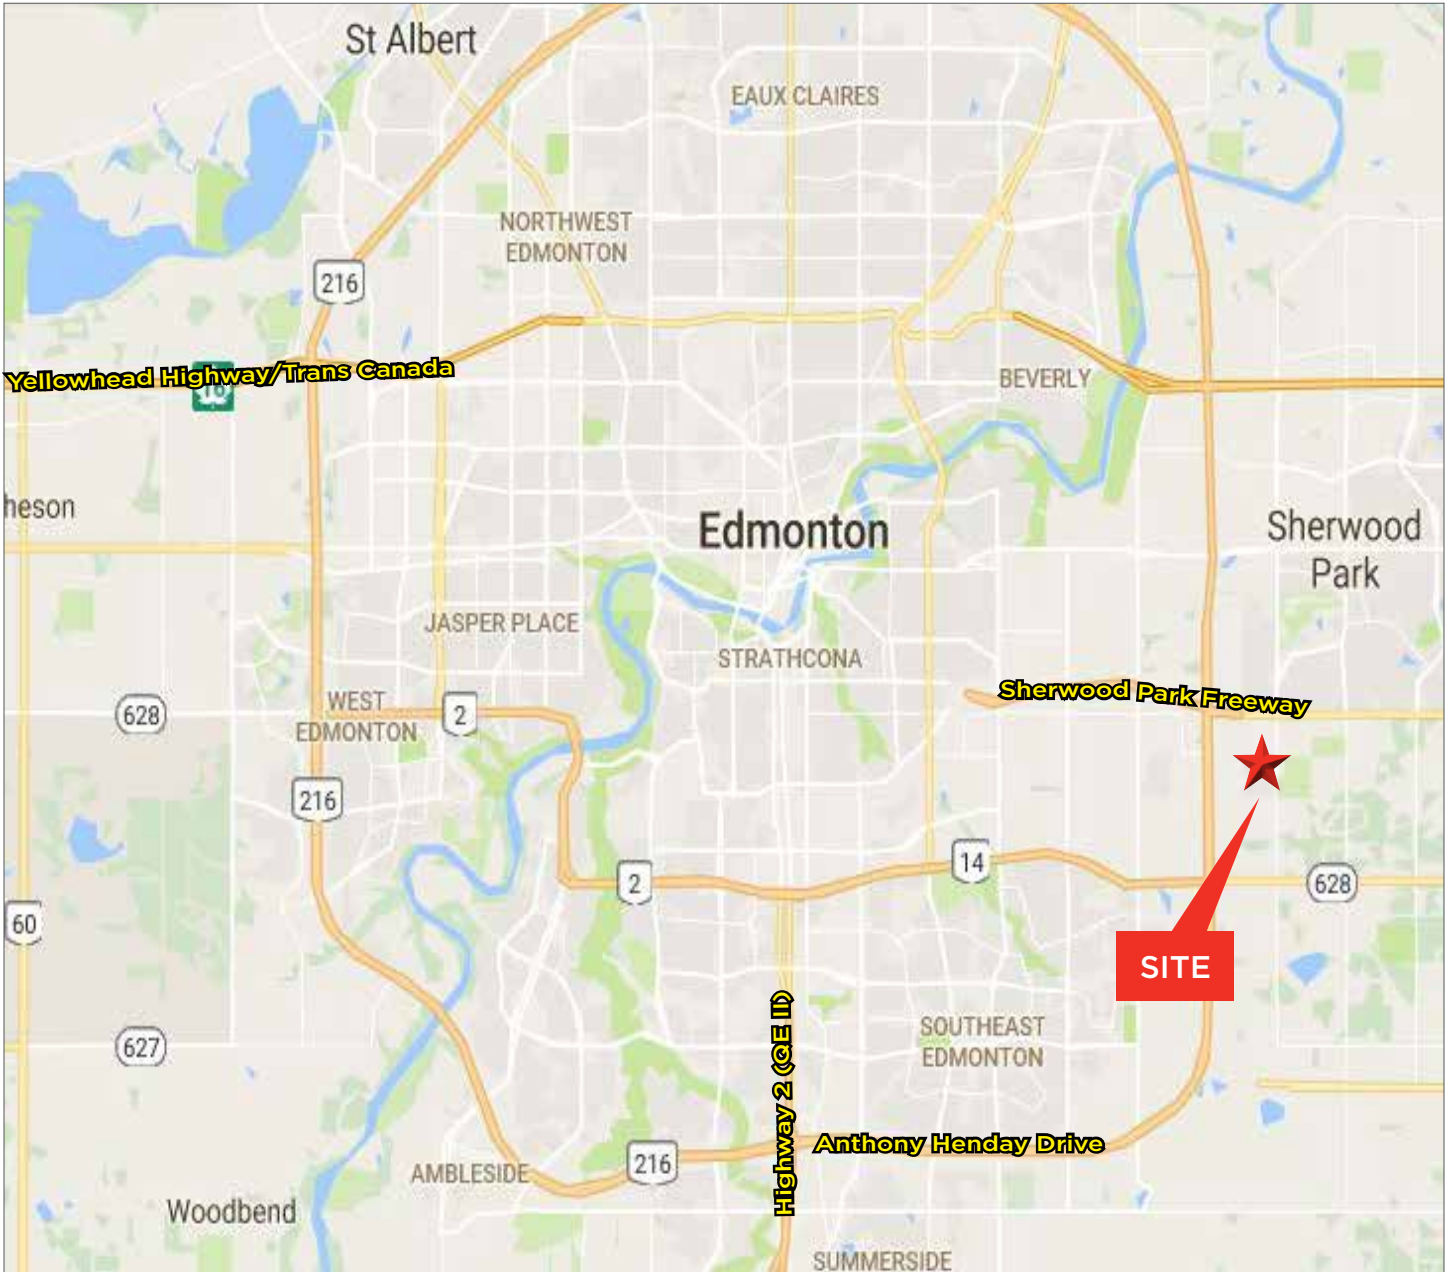 St Albert
EAUX CLAIRES
NORTHWEST
EDMONTON
216
Yellowhead Highway/Trans Canada
16
BEVERLY
heson
Edmonton
Sherwood
Park
JASPER PLACE
STRATHCONA
Sherwood Park Freeway
628
WEST
EDMONTON
2
216
14
2
628
60
SITE
627
SOUTHEAST
EDMONTON
Highway 2 (QE II)
Anthony Henday Drive
216
AMBLESIDE
Woodbend
SUMMERSIDE